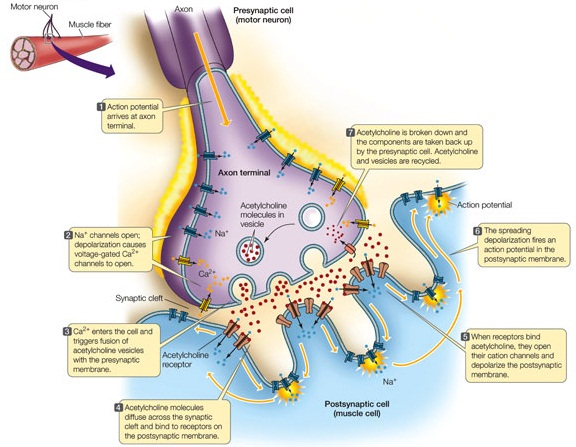 Motor neuron
Muscle fiber
Axon
Presynaptic cell
(motor neuron)
1 Action potential
arrives at axon
terminal.
7 Acetylcholine is broken down and
the components are taken back up
by the presynaptic cell. Acetylcholine
and vesicles are recycled.
Axon terminal
Acetylcholine
molecules in
vesicle
Action potential
2 Na⁺ channels open;
depolarization causes
voltage-gated Ca²⁺
channels to open.
Na⁺
6 The spreading
depolarization fires an
action potential in the
postsynaptic membrane.
Ca²⁺
Synaptic cleft
3 Ca²⁺ enters the cell and
triggers fusion of
acetylcholine vesicles
with the presynaptic
membrane.
Acetylcholine
receptor
5 When receptors bind
acetylcholine, they open
their cation channels and
depolarize the postsynaptic
membrane.
Na⁺
4 Acetylcholine molecules
diffuse across the synaptic
cleft and bind to receptors on
the postsynaptic membrane.
Postsynaptic cell
(muscle cell)